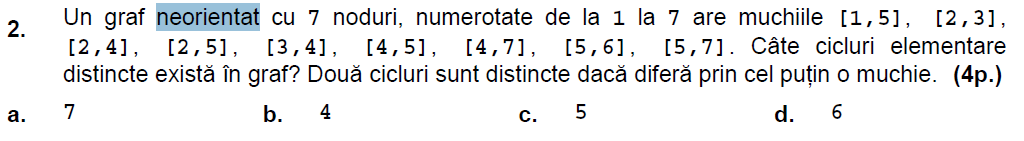 2. Un graf neorientat cu 7 noduri, numerotate de la 1 la 7 are muchiile [1,5], [2,3],
[2,4], [2,5], [3,4], [4,5], [4,7], [5,6], [5,7]. Câte cicluri elementare
distincte există în graf? Două cicluri sunt distincte dacă diferă prin cel puțin o muchie. (4p.)
a. 7 b. 4 c. 5 d. 6